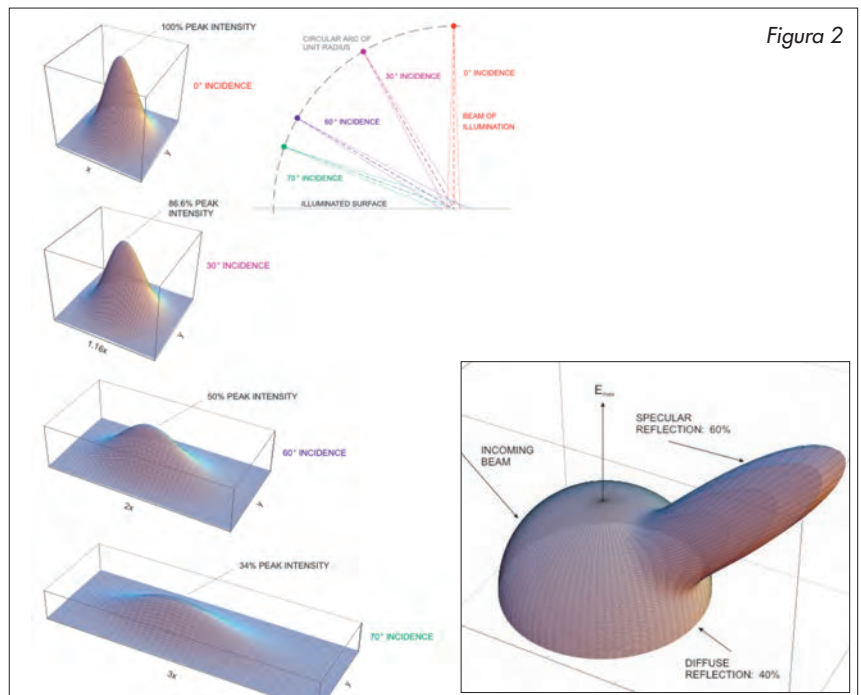 Figura 2
100% PEAK INTENSITY
0° INCIDENCE
x
y
CIRCULAR ARC OF
UNIT RADIUS
30° INCIDENCE
0° INCIDENCE
60° INCIDENCE
BEAM OF
ILLUMINATION
70° INCIDENCE
ILLUMINATED SURFACE
86.6% PEAK
INTENSITY
30° INCIDENCE
1.16x
y
50% PEAK INTENSITY
60° INCIDENCE
2x
y
34% PEAK INTENSITY
70° INCIDENCE
3x
y
Emax
SPECULAR
REFLECTION: 60%
INCOMING
BEAM
DIFFUSE
REFLECTION: 40%